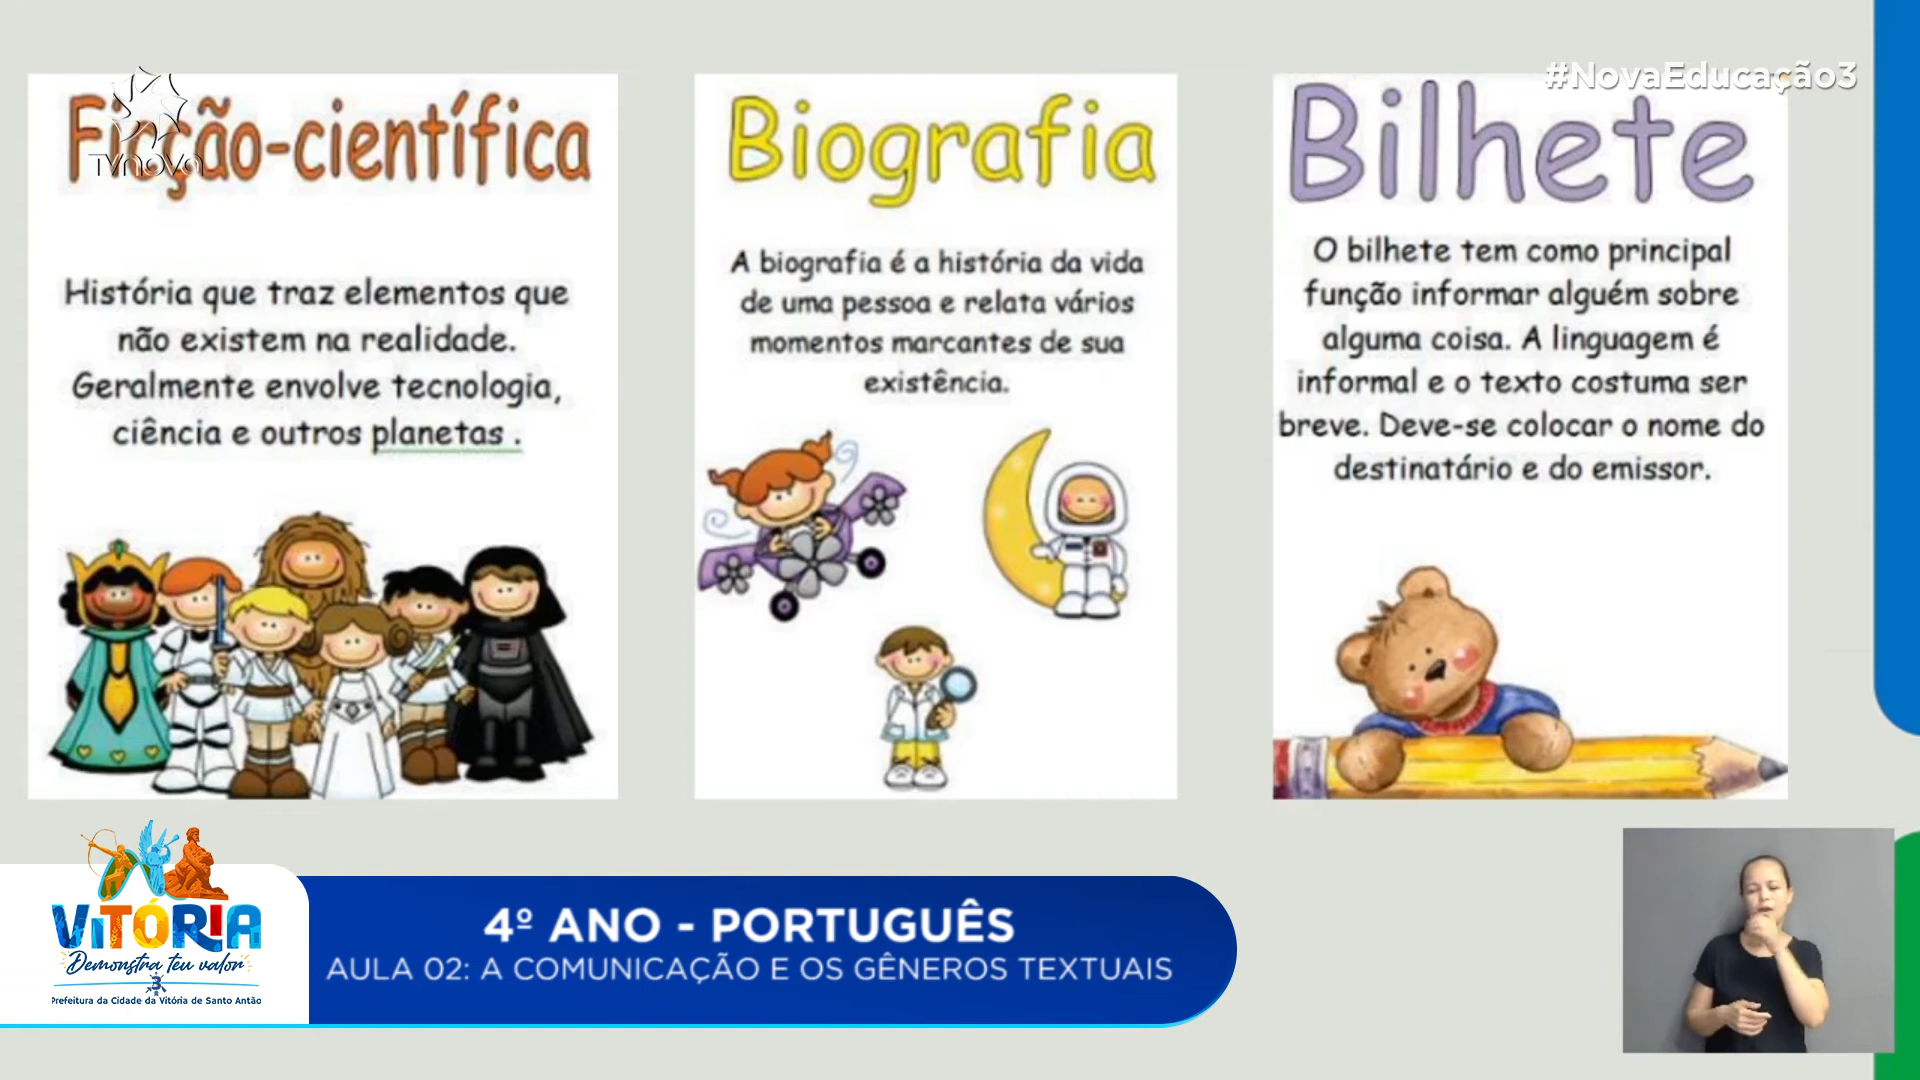 #NovaEducação3
TVNOVA
Ficção-científica
História que traz elementos que
não existem na realidade.
Geralmente envolve tecnologia,
ciência e outros planetas .
Biografia
A biografia é a história da vida
de uma pessoa e relata vários
momentos marcantes de sua
existência.
Bilhete
O bilhete tem como principal
função informar alguém sobre
alguma coisa. A linguagem é
informal e o texto costuma ser
breve. Deve-se colocar o nome do
destinatário e do emissor.
VITÓRIA
Demonstra teu valor
3
Prefeitura da Cidade da Vitória de Santo Antão
4º ANO - PORTUGUÊS
AULA 02: A COMUNICAÇÃO E OS GÊNEROS TEXTUAIS